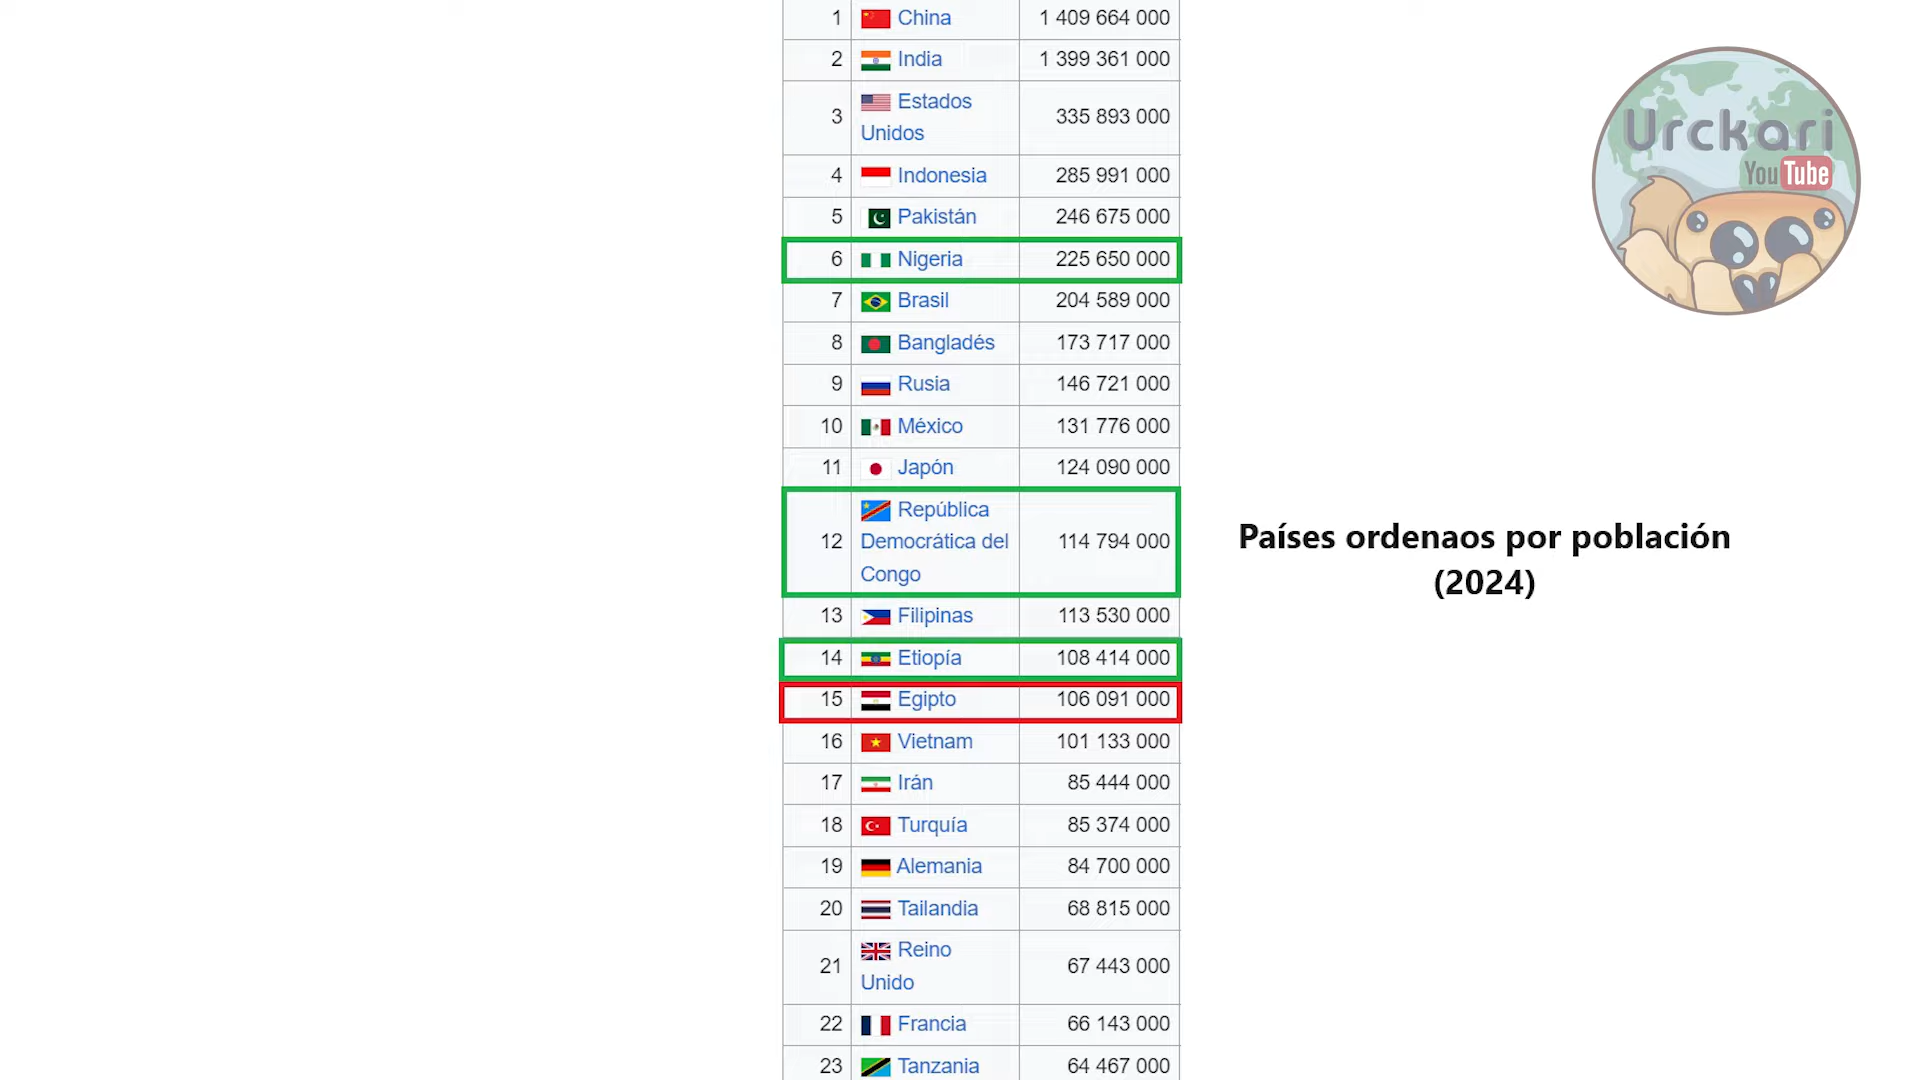 1 China 1 409 664 000
2 India 1 399 361 000
3 Estados Unidos 335 893 000
4 Indonesia 285 991 000
5 Pakistán 246 675 000
6 Nigeria 225 650 000
7 Brasil 204 589 000
8 Bangladés 173 717 000
9 Rusia 146 721 000
10 México 131 776 000
11 Japón 124 090 000
12 República Democrática del Congo 114 794 000
13 Filipinas 113 530 000
14 Etiopía 108 414 000
15 Egipto 106 091 000
16 Vietnam 101 133 000
17 Irán 85 444 000
18 Turquía 85 374 000
19 Alemania 84 700 000
20 Tailandia 68 815 000
21 Reino Unido 67 443 000
22 Francia 66 143 000
23 Tanzania 64 467 000
Urckari
YouTube
Países ordenaos por población
(2024)